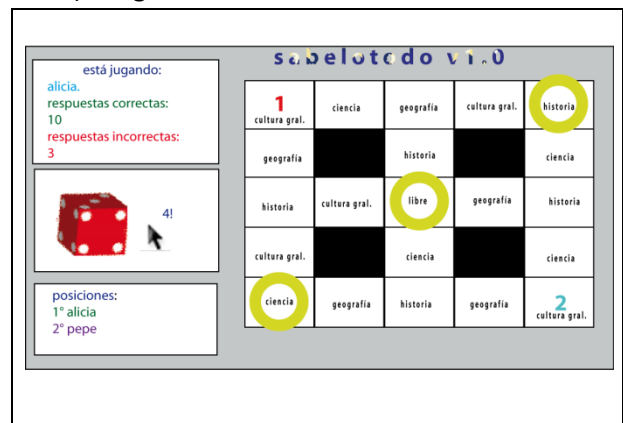 sabelotodo v1.0
está jugando:
alicia.
respuestas correctas:
10
respuestas incorrectas:
3
4!
posiciones:
1° alicia
2° pepe
1 ciencia geografía cultura gral. historia
cultura gral.
geografía historia ciencia
historia cultura gral. libre geografía historia
cultura gral. ciencia ciencia
ciencia geografía historia geografía 2
cultura gral.